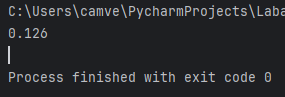 C:\Users\camve\PycharmProjects\Laba
0.126
Process finished with exit code 0